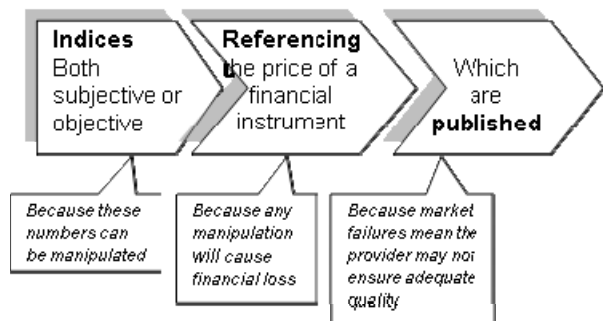 Indices
Both
subjective or
objective
Referencing
the price of a
financial
instrument
Which
are
published
Because these
numbers can
be manipulated
Because any
manipulation
will cause
financial loss
Because market
failures mean the
provider may not
ensure adequate
quality